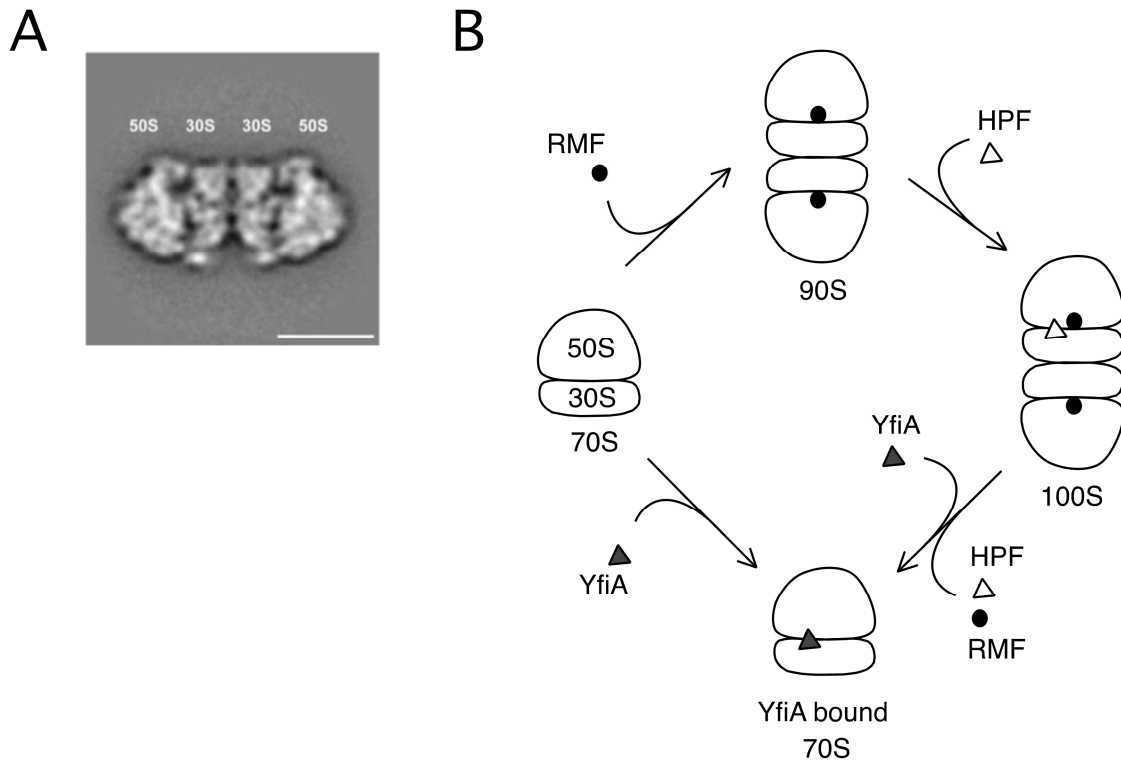 A
B
50S 30S 30S 50S
RMF
HPF
90S
50S
30S
70S
YfiA
100S
YfiA
HPF
RMF
YfiA bound
70S